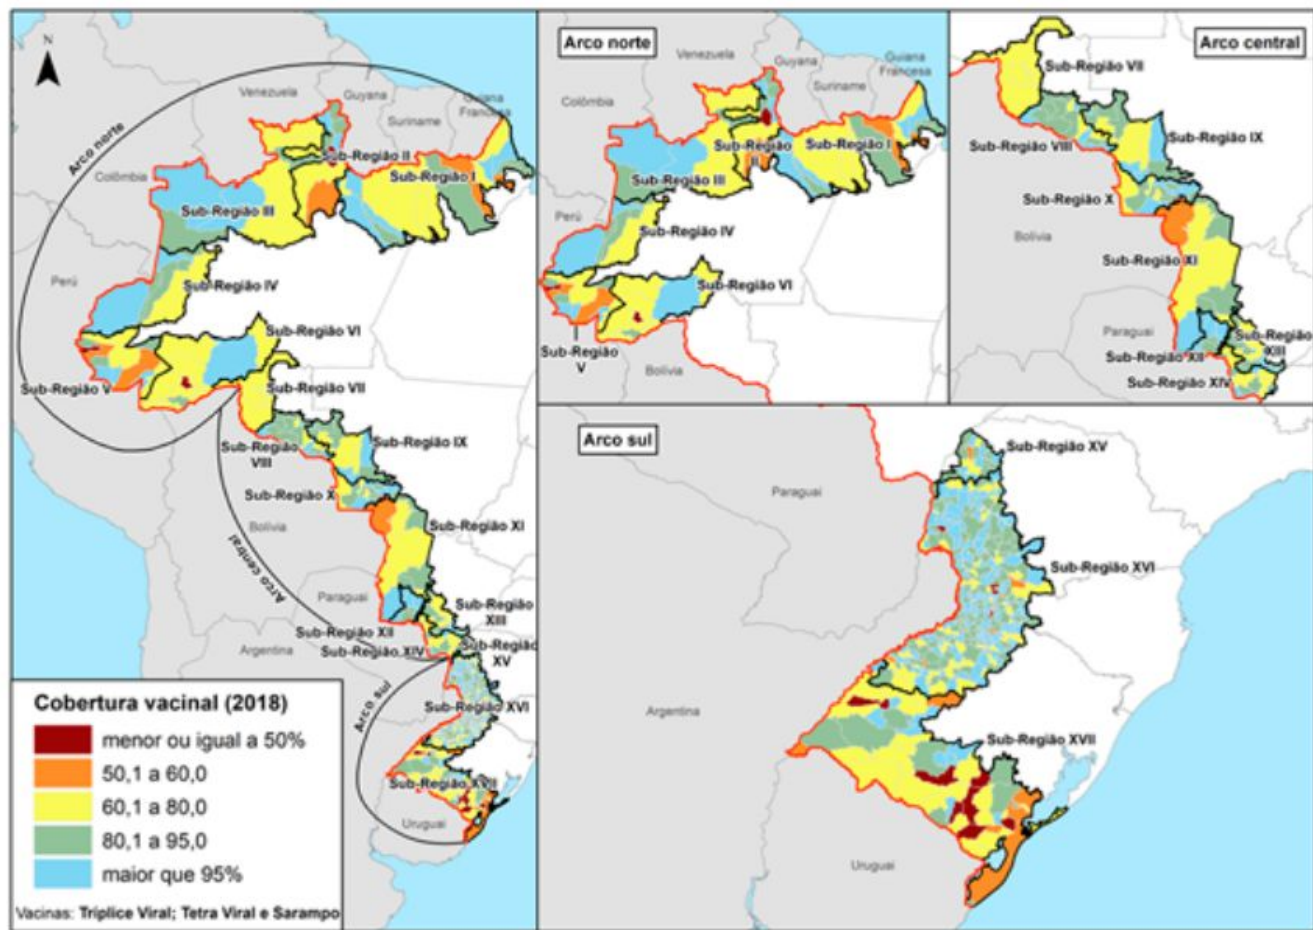 N
Venezuela
Guyana
Suriname
Guiana
Francesa
Colômbia
Arco norte
Sub-Região II
Sub-Região I
Sub-Região III
Perú
Sub-Região IV
Sub-Região VI
Sub-Região V
Sub-Região VII
Sub-Região
VIII
Sub-Região IX
Sub-Região X
Bolívia
Sub-Região XI
Arco central
Paraguai
Sub-Região
XIII
Sub-Região XII
Sub-Região XIV
Sub-Região
XV
Argentina
Arco sul
Sub-Região XVI
Sub-Região XVII
Uruguai
Cobertura vacinal (2018)
menor ou igual a 50%
50,1 a 60,0
60,1 a 80,0
80,1 a 95,0
maior que 95%
Vacinas: Tríplice Viral; Tetra Viral e Sarampo
Arco norte
Venezuela
Guyana
Suriname
Guiana
Francesa
Colômbia
Sub-Região
II
Sub-Região I
Sub-Região III
Perú
Sub-Região IV
Sub-Região VI
Sub-Região
V
Bolívia
Arco central
Sub-Região VII
Sub-Região VIII
Sub-Região IX
Sub-Região X
Bolívia
Sub-Região XI
Paraguai
Sub-Região
XIII
Sub-Região XII
Sub-Região XIV
Arco sul
Sub-Região XV
Paraguai
Sub-Região XVI
Argentina
Sub-Região XVII
Uruguai